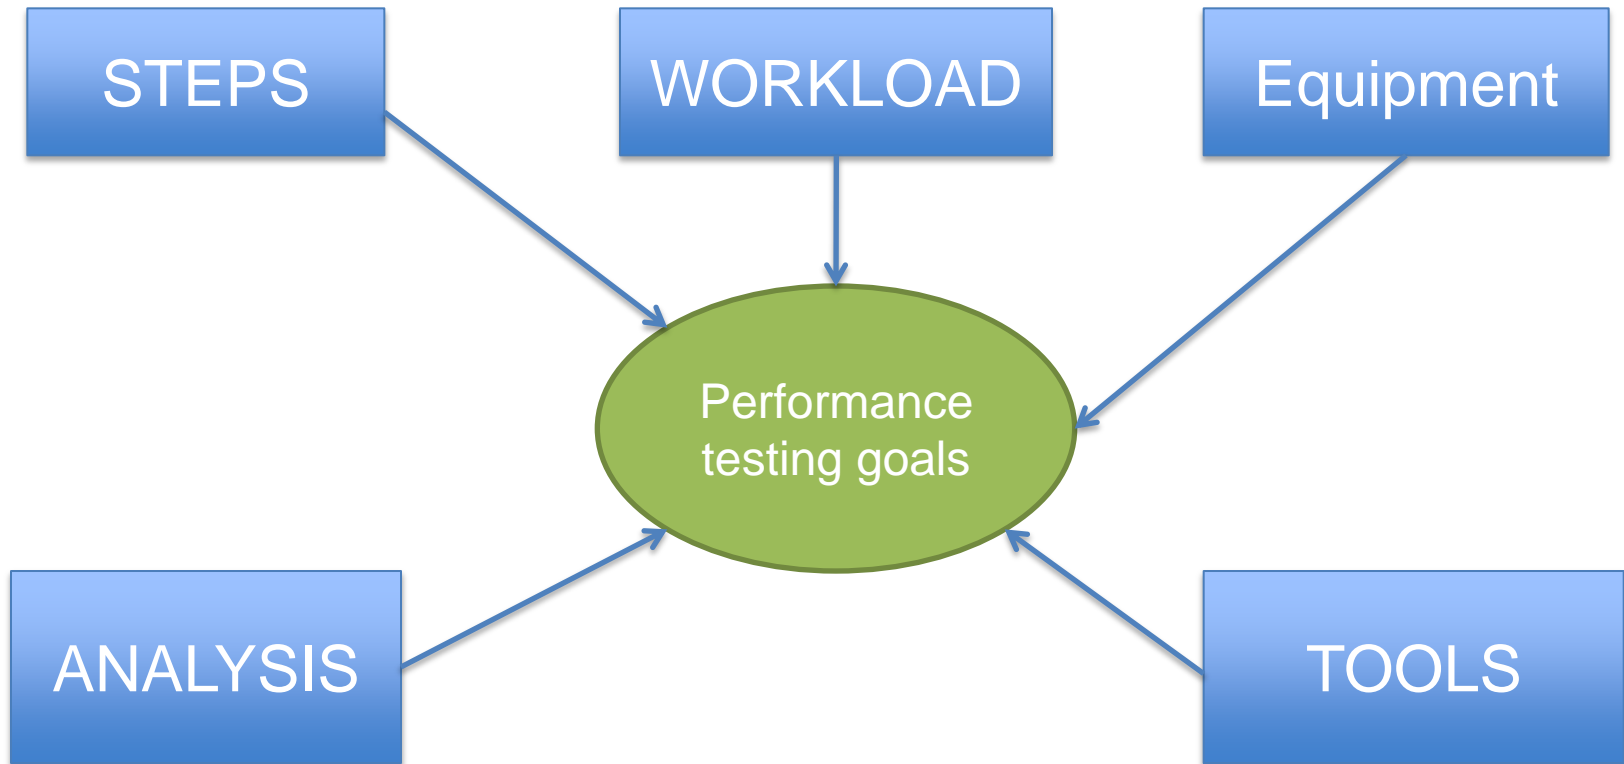 STEPS
WORKLOAD
Equipment
Performance
testing goals
ANALYSIS
TOOLS